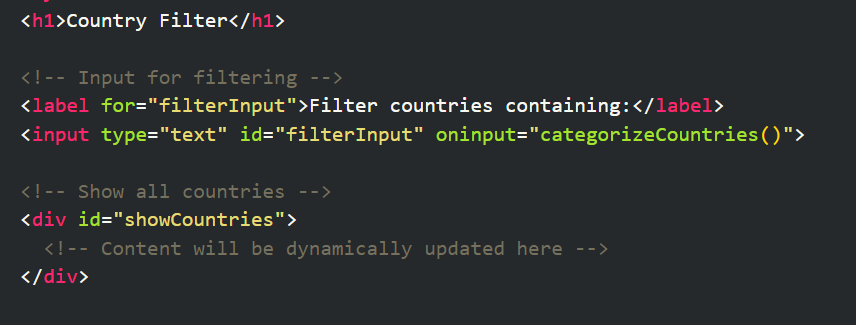 <h1>Country Filter</h1>
<!-- Input for filtering -->
<label for="filterInput">Filter countries containing:</label>
<input type="text" id="filterInput" oninput="categorizeCountries()">
<!-- Show all countries -->
<div id="showCountries">
<!-- Content will be dynamically updated here -->
</div>